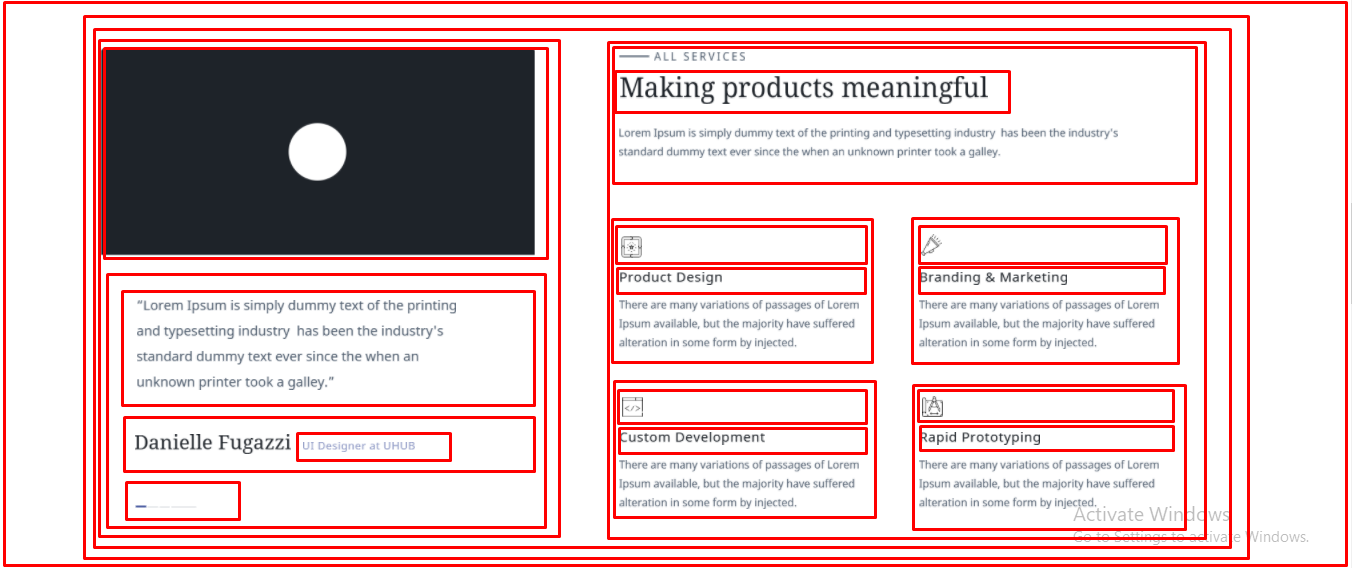 “Lorem Ipsum is simply dummy text of the printing
and typesetting industry has been the industry's
standard dummy text ever since the when an
unknown printer took a galley.”
Danielle Fugazzi UI Designer at UHUB
ALL SERVICES
Making products meaningful
Lorem Ipsum is simply dummy text of the printing and typesetting industry has been the industry's
standard dummy text ever since the when an unknown printer took a galley.
Product Design
There are many variations of passages of Lorem
Ipsum available, but the majority have suffered
alteration in some form by injected.
Branding & Marketing
There are many variations of passages of Lorem
Ipsum available, but the majority have suffered
alteration in some form by injected.
</>
Custom Development
There are many variations of passages of Lorem
Ipsum available, but the majority have suffered
alteration in some form by injected.
Rapid Prototyping
There are many variations of passages of Lorem
Ipsum available, but the majority have suffered
alteration in some form by injected.
Activate Windows
Go to Settings to activate Windows.